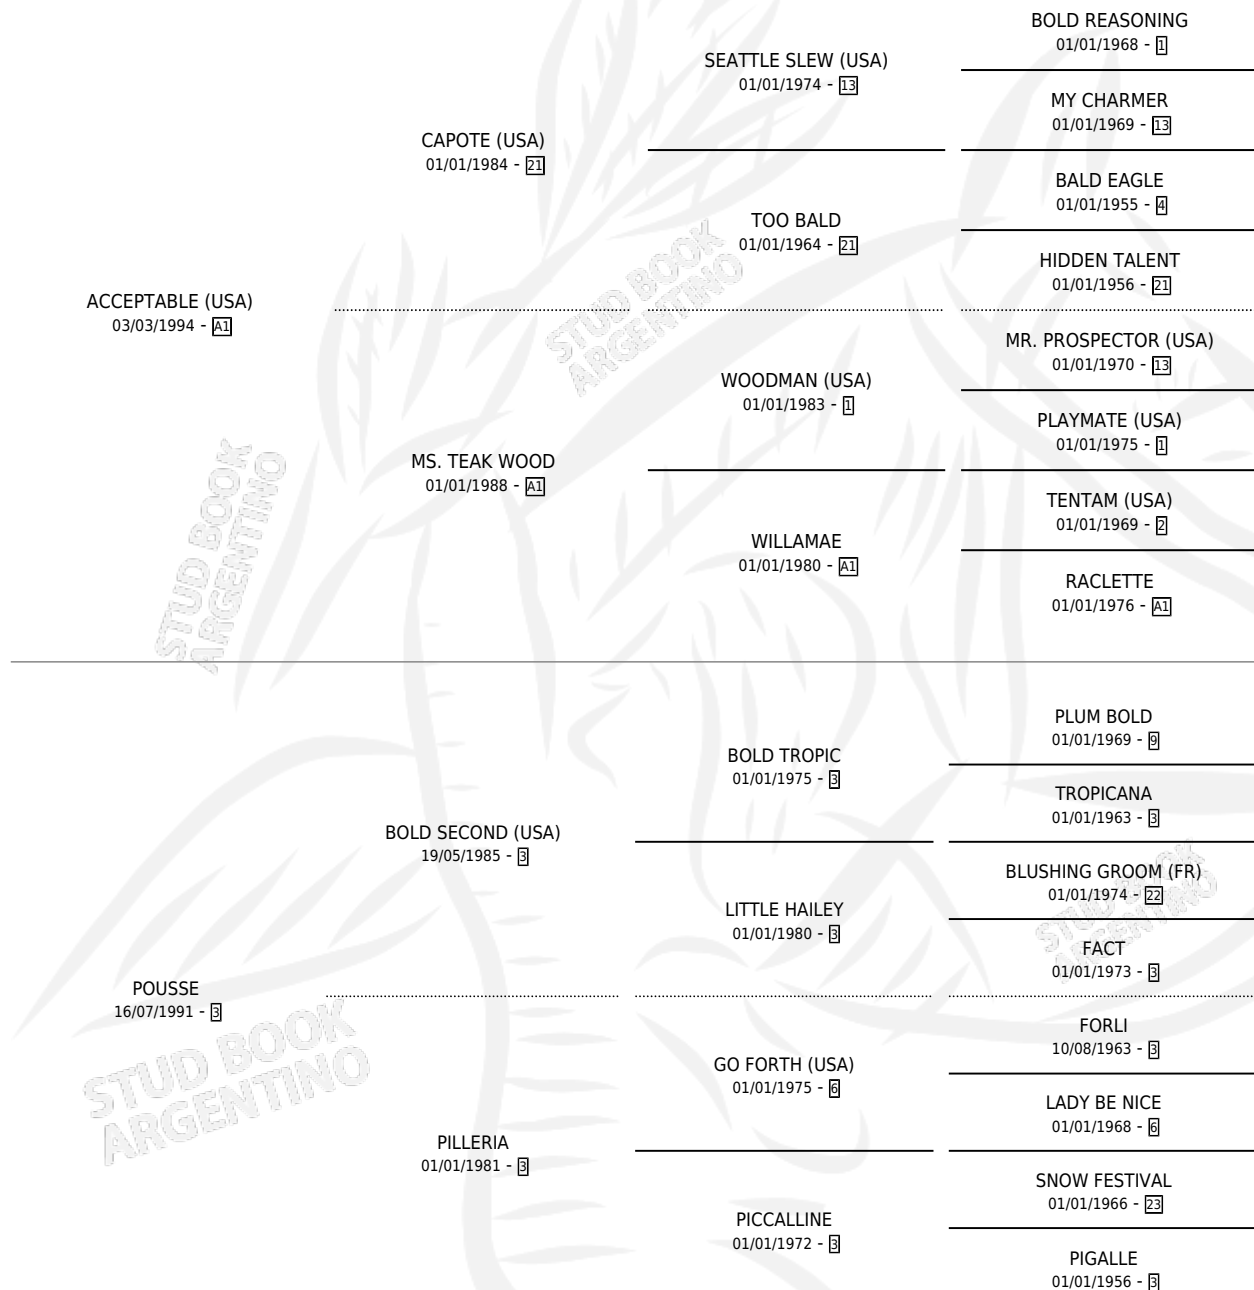 BOLD REASONING
01/01/1968 - 1
SEATTLE SLEW (USA)
01/01/1974 - 13
MY CHARMER
01/01/1969 - 13
CAPOTE (USA)
01/01/1984 - 21
BALD EAGLE
01/01/1955 - 4
TOO BALD
01/01/1964 - 21
HIDDEN TALENT
01/01/1956 - 21
ACCEPTABLE (USA)
03/03/1994 - A1
MR. PROSPECTOR (USA)
01/01/1970 - 13
WOODMAN (USA)
01/01/1983 - 1
PLAYMATE (USA)
01/01/1975 - 1
MS. TEAK WOOD
01/01/1988 - A1
TENTAM (USA)
01/01/1969 - 2
WILLAMAE
01/01/1980 - A1
RACLETTE
01/01/1976 - A1
PLUM BOLD
01/01/1969 - 9
BOLD TROPIC
01/01/1975 - 3
TROPICANA
01/01/1963 - 3
BOLD SECOND (USA)
19/05/1985 - 3
BLUSHING GROOM (FR)
01/01/1974 - 22
LITTLE HAILEY
01/01/1980 - 3
FACT
01/01/1973 - 3
POUSSE
16/07/1991 - 3
FORLI
10/08/1963 - 3
GO FORTH (USA)
01/01/1975 - 6
LADY BE NICE
01/01/1968 - 6
PILLERIA
01/01/1981 - 3
SNOW FESTIVAL
01/01/1966 - 23
PICCALLINE
01/01/1972 - 3
PIGALLE
01/01/1956 - 3
STUD BOOK
ARGENTINO
STUD BOOK
ARGENTINO
STUD BOOK
ARGENTINO
STUD BOOK
ARGENTINO